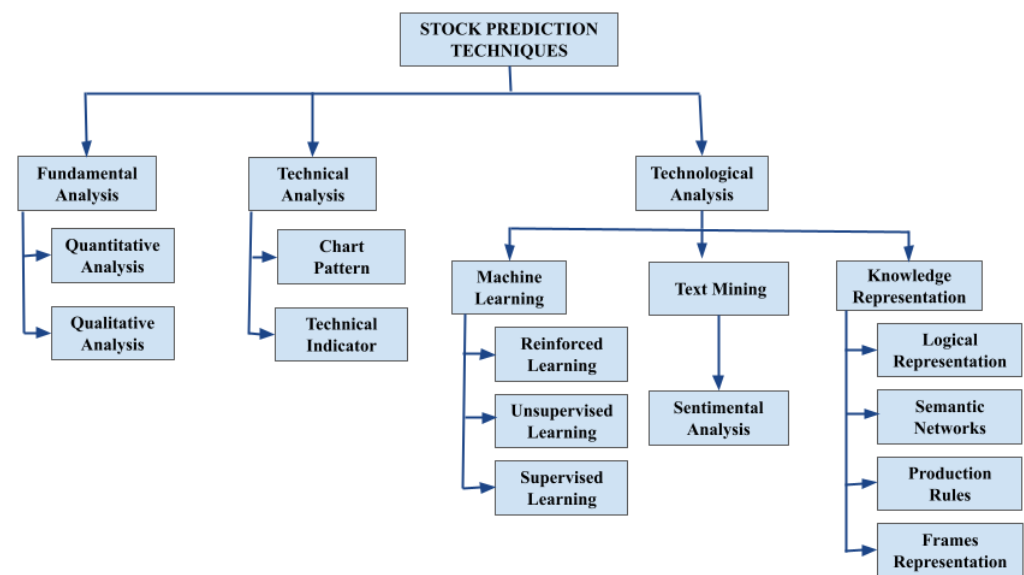 STOCK PREDICTION
TECHNIQUES
Fundamental
Analysis
Quantitative
Analysis
Qualitative
Analysis
Technical
Analysis
Chart
Pattern
Technical
Indicator
Technological
Analysis
Machine
Learning
Reinforced
Learning
Unsupervised
Learning
Supervised
Learning
Text Mining
Sentimental
Analysis
Knowledge
Representation
Logical
Representation
Semantic
Networks
Production
Rules
Frames
Representation